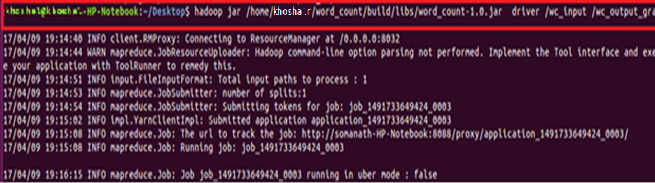 khosha@khosha.-HP-Notebook:~/Desktop$ hadoop jar /home/khosha.r/word_count/build/libs/word_count-1.0.jar driver /wc_input /wc_output_gra
17/04/09 19:14:40 INFO client.RMProxy: Connecting to ResourceManager at /0.0.0.0:8032
17/04/09 19:14:44 WARN mapreduce.JobResourceUploader: Hadoop command-line option parsing not performed. Implement the Tool interface and exe
e your application with ToolRunner to remedy this.
17/04/09 19:14:51 INFO input.FileInputFormat: Total input paths to process : 1
17/04/09 19:14:53 INFO mapreduce.JobSubmitter: number of splits:1
17/04/09 19:14:54 INFO mapreduce.JobSubmitter: Submitting tokens for job: job_1491733649424_0003
17/04/09 19:15:02 INFO impl.YarnClientImpl: Submitted application application_1491733649424_0003
17/04/09 19:15:08 INFO mapreduce.Job: The url to track the job: http://somanath-HP-Notebook:8088/proxy/application_1491733649424_0003/
17/04/09 19:15:08 INFO mapreduce.Job: Running job: job_1491733649424_0003
17/04/09 19:16:15 INFO mapreduce.Job: Job job_1491733649424_0003 running in uber mode : false